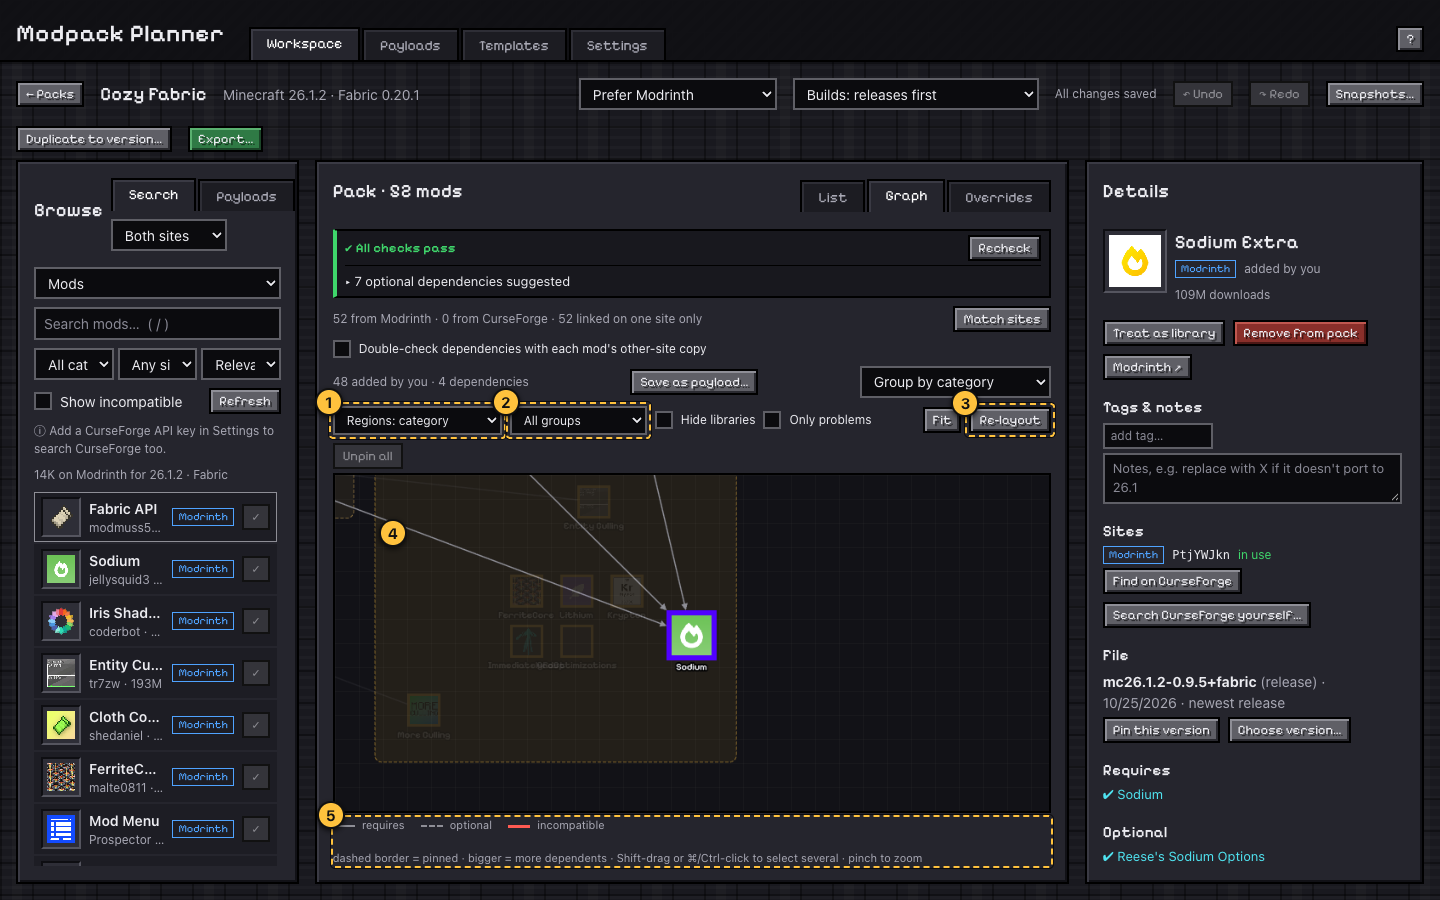 Modpack Planner
Workspace
Payloads
Templates
Settings
?
← Packs
Cozy Fabric
Minecraft 26.1.2 · Fabric 0.20.1
Prefer Modrinth
Builds: releases first
All changes saved
↶ Undo
↷ Redo
Snapshots…
Duplicate to version…
Export…
Browse
Search
Payloads
Both sites
Mods
Search mods… ( / )
All cat
Any si
Releva
Show incompatible
Refresh
ⓘ Add a CurseForge API key in Settings to
search CurseForge too.
14K on Modrinth for 26.1.2 · Fabric
Fabric API
modmuss5…
Modrinth
✓
Sodium
jellysquid3 …
Modrinth
✓
Iris Shad…
coderbot · …
Modrinth
✓
Entity Cu…
tr7zw · 193M
Modrinth
✓
Cloth Co…
shedaniel · …
Modrinth
✓
FerriteC…
malte0811 ·…
Modrinth
✓
Mod Menu
Prospector …
Modrinth
✓
Pack · 52 mods
List
Graph
Overrides
✔ All checks pass
Recheck
▸ 7 optional dependencies suggested
52 from Modrinth · 0 from CurseForge · 52 linked on one site only
Match sites
Double-check dependencies with each mod's other-site copy
48 added by you · 4 dependencies
Save as payload…
Group by category
1
2
3
Regions: category
All groups
Hide libraries
Only problems
Fit
Re-layout
Unpin all
Entity Culling
4
FerriteCore
Lithium
Krypton
Sodium
More Culling
5
requires
optional
incompatible
dashed border = pinned · bigger = more dependents · Shift-drag or ⌘/Ctrl-click to select several · pinch to zoom
Details
Sodium Extra
Modrinth
added by you
109M downloads
Treat as library
Remove from pack
Modrinth ↗
Tags & notes
add tag…
Notes, e.g. replace with X if it doesn't port to
26.1
Sites
Modrinth
PtjYWJkn
in use
Find on CurseForge
Search CurseForge yourself…
File
mc26.1.2-0.9.5+fabric (release) ·
10/25/2026 · newest release
Pin this version
Choose version…
Requires
✔ Sodium
Optional
✔ Reese's Sodium Options